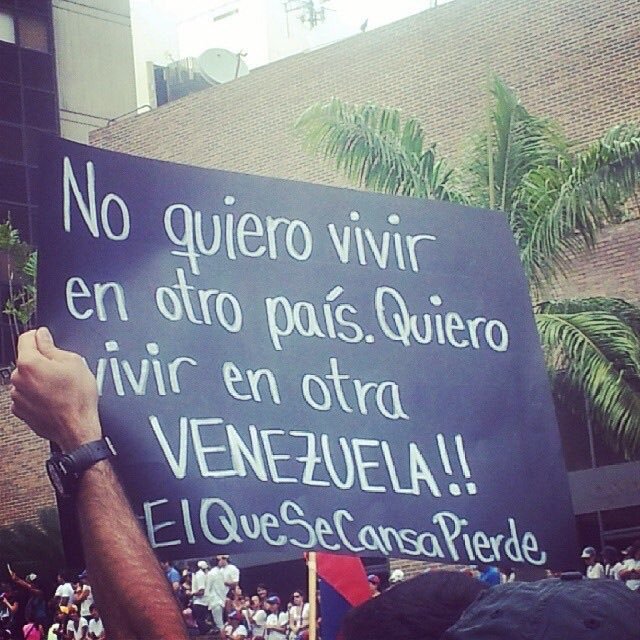 No quiero vivir
en otro país. Quiero
vivir en otra
VENEZUELA!!
ElQueSeCansaPierde